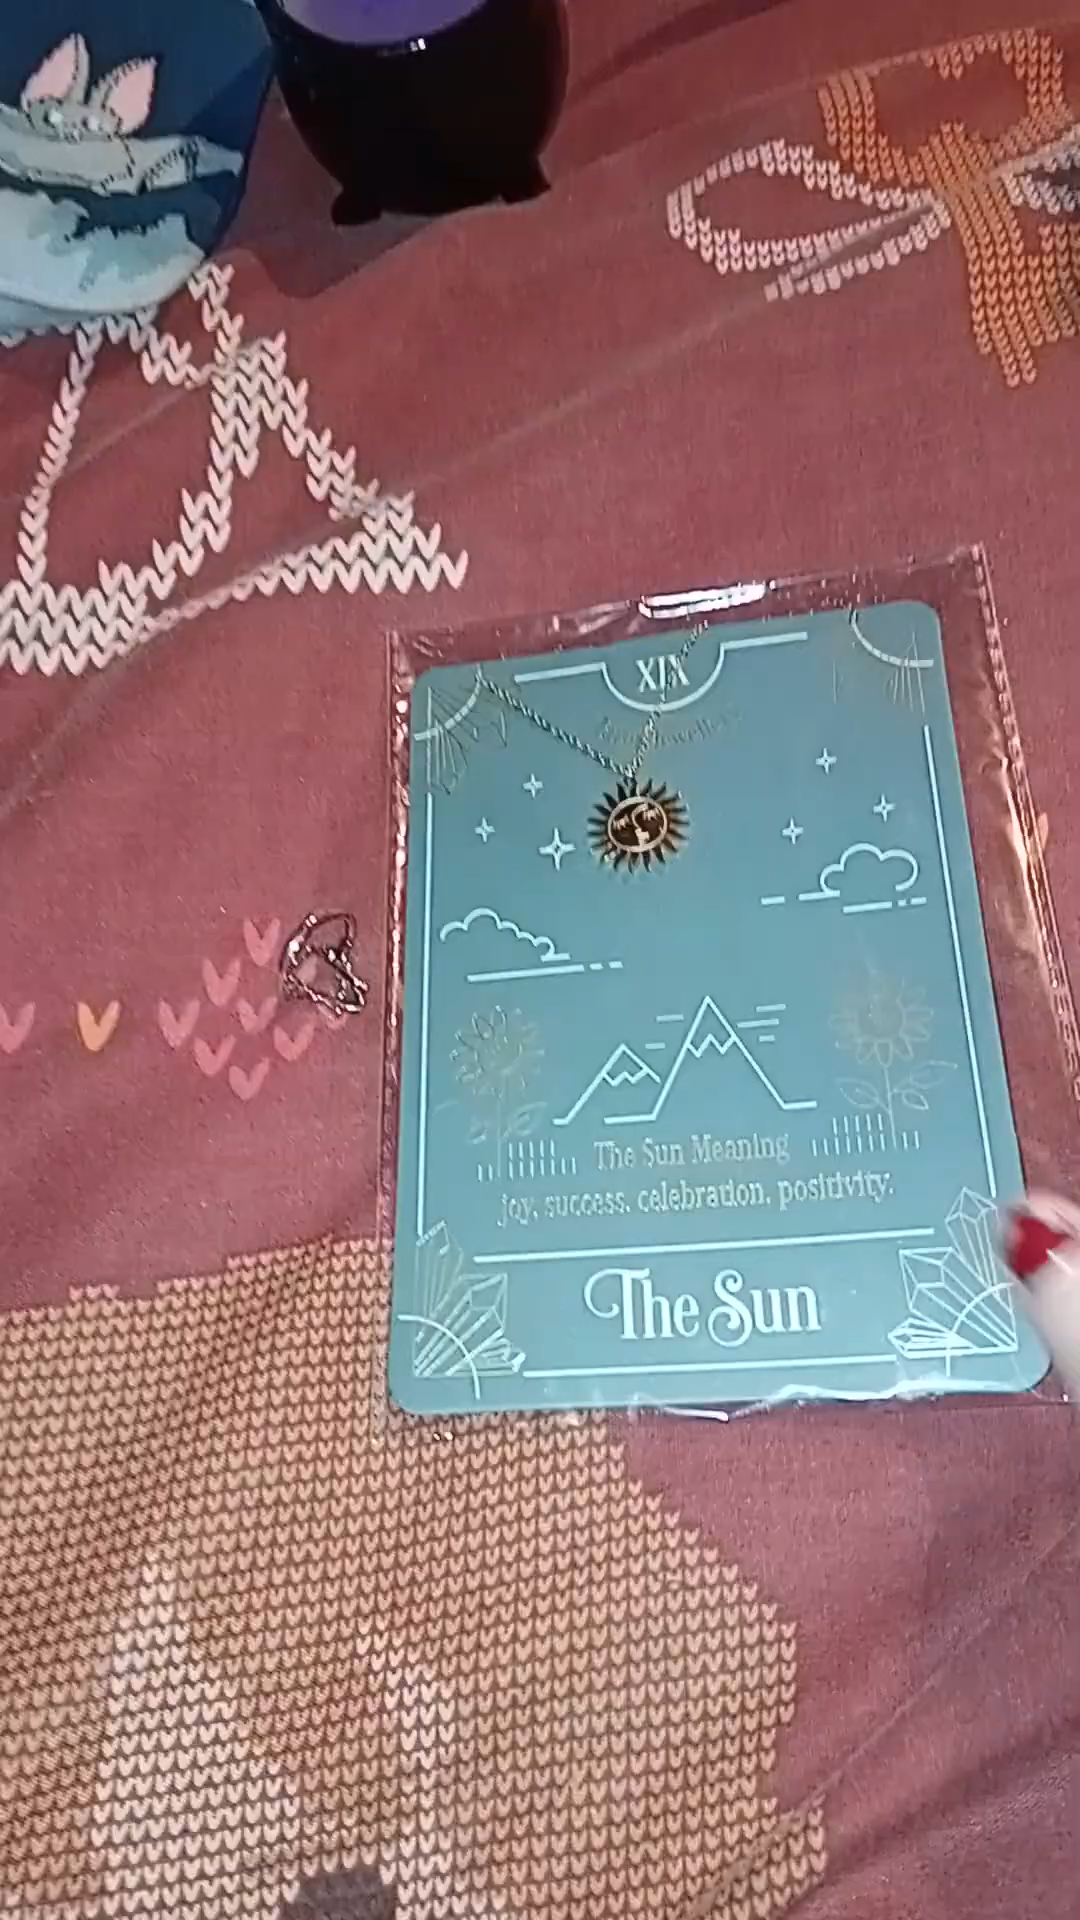 XIX
The Sun Meaning
joy, success, celebration, positivity.
The Sun